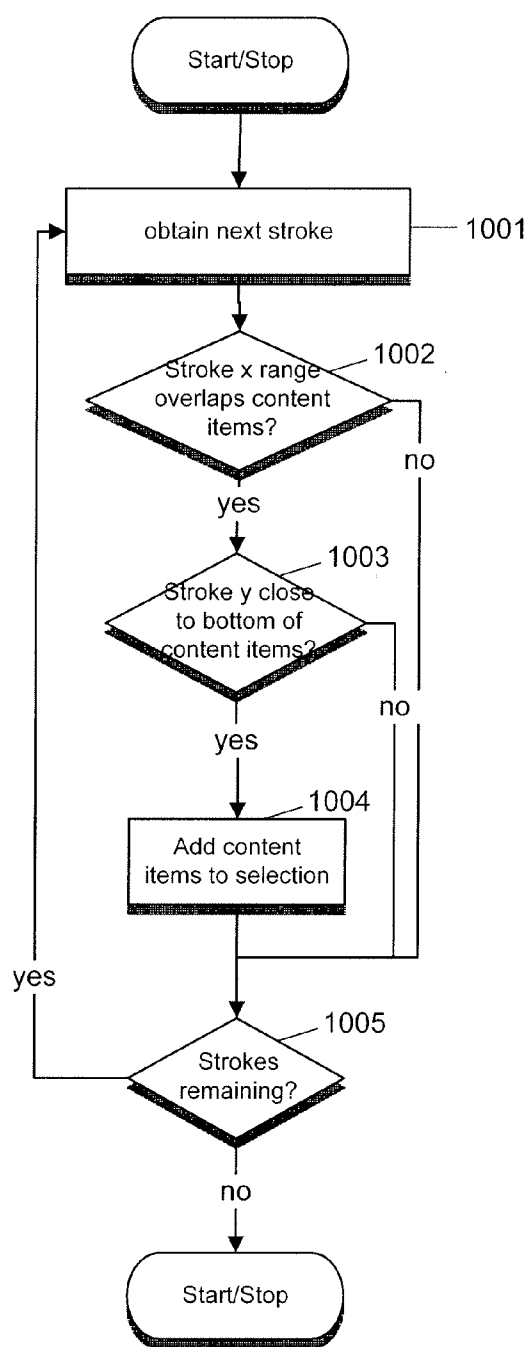 Start/Stop
obtain next stroke
1001
1002
Stroke x range
overlaps content
items?
no
yes
1003
Stroke y close
to bottom of
content items?
no
yes
1004
Add content
items to selection
yes
1005
Strokes
remaining?
no
Start/Stop